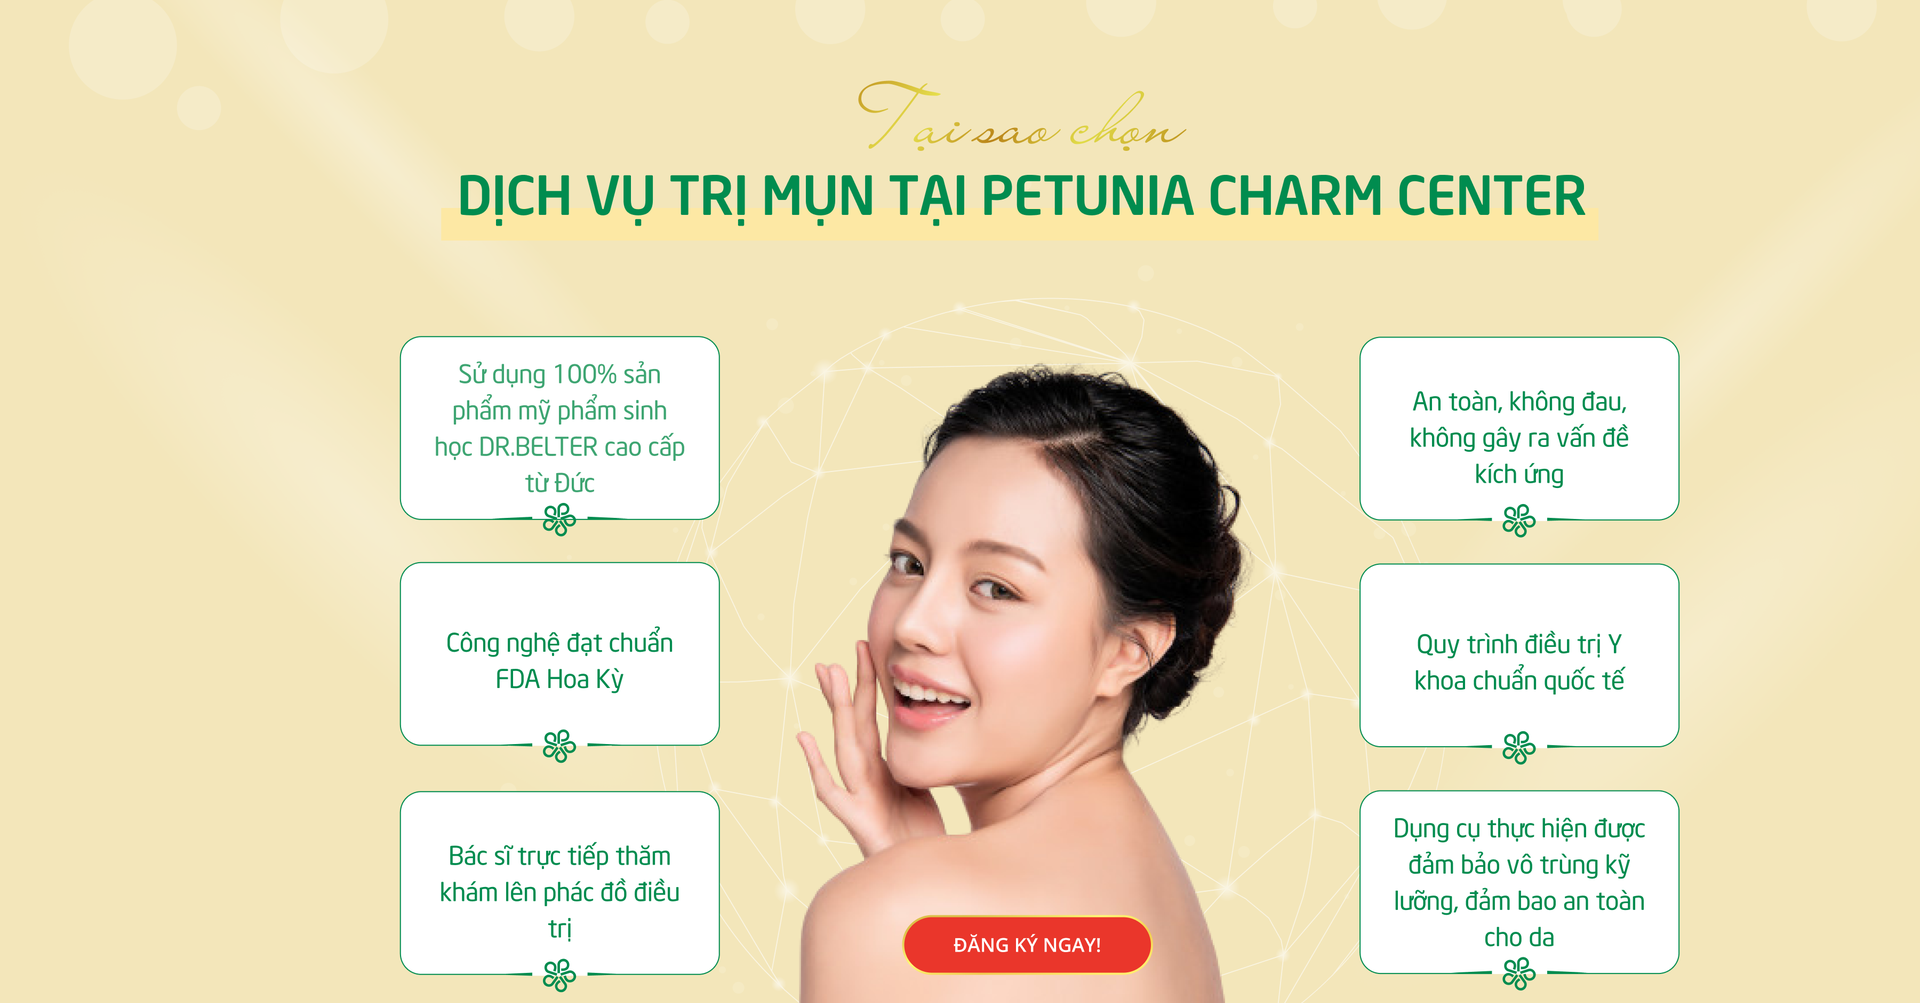 Tại sao chọn
DỊCH VỤ TRỊ MỤN TẠI PETUNIA CHARM CENTER
Sử dụng 100% sản
phẩm mỹ phẩm sinh
học DR.BELTER cao cấp
từ Đức
Công nghệ đạt chuẩn
FDA Hoa Kỳ
Bác sĩ trực tiếp thăm
khám lên phác đồ điều
trị
An toàn, không đau,
không gây ra vấn đề
kích ứng
Quy trình điều trị Y
khoa chuẩn quốc tế
Dụng cụ thực hiện được
đảm bảo vô trùng kỹ
lưỡng, đảm bao an toàn
cho da
ĐĂNG KÝ NGAY!